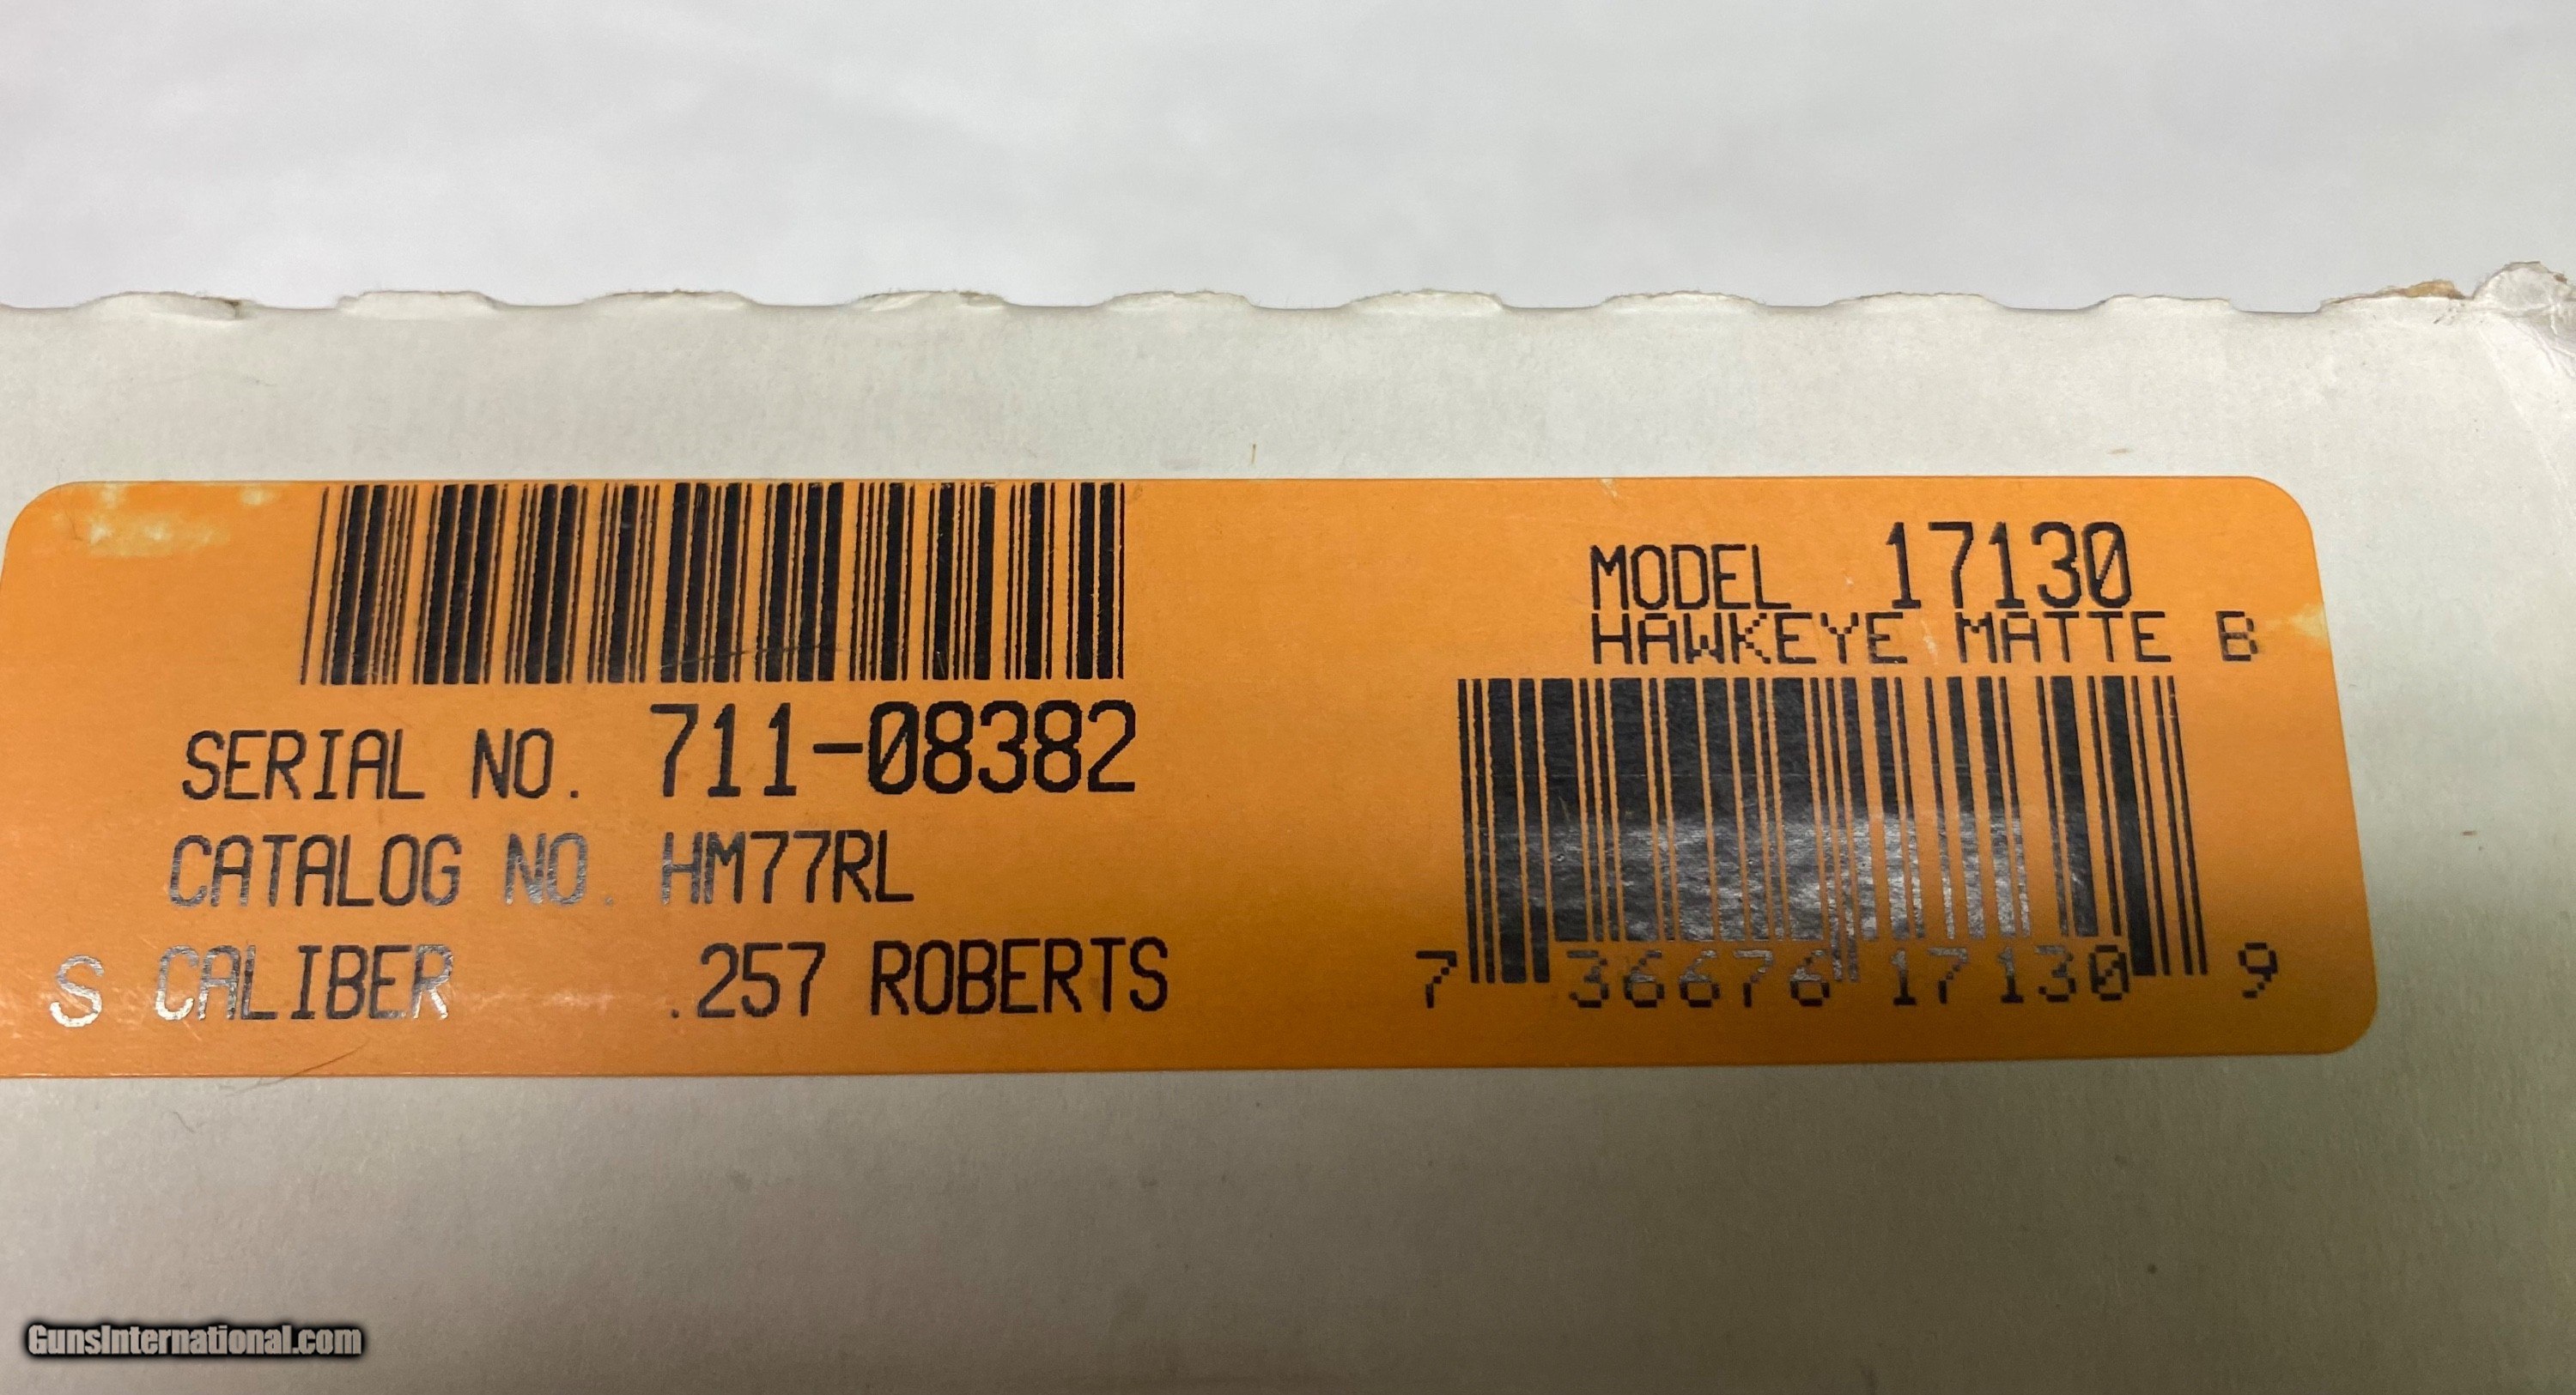 MODEL 17130
HAWKEYE MATTE B
SERIAL NO. 711-08382
CATALOG NO. HM77RL
S CALIBER .257 ROBERTS
7 36676 17130 9
GunsInternational.com